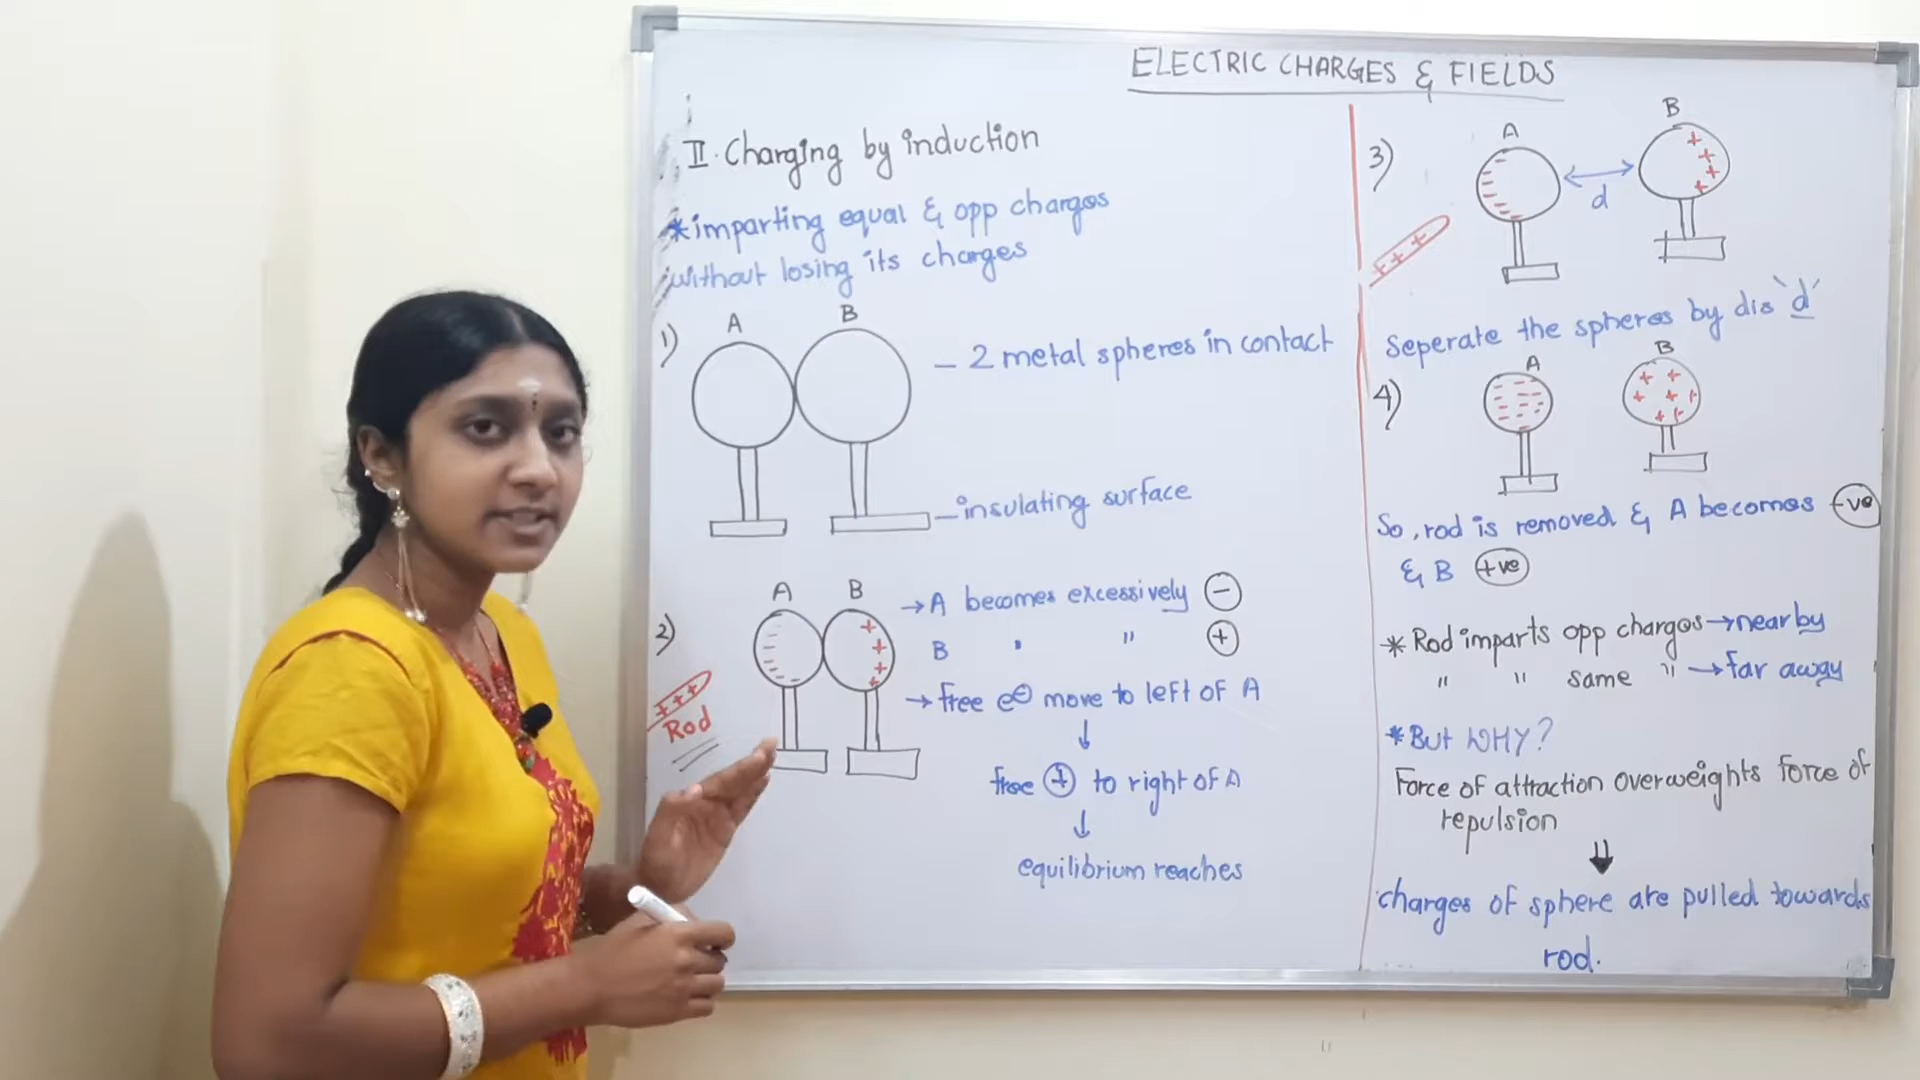 ELECTRIC CHARGES & FIELDS
II. Charging by induction
*imparting equal & opp charges
without losing its charges
1)
A B
– 2 metal spheres in contact
– insulating surface
2)
A B
+++
Rod
+
+
+
+
→ A becomes excessively ⊖
B " " ⊕
→ free e⊖ move to left of A
↓
free ⊕ to right of A
↓
equilibrium reaches
3)
A B
d
+++
+
+
+
+
Seperate the spheres by dis 'd'
4)
A B
So, rod is removed & A becomes -ve
& B +ve
* Rod imparts opp charges → nearby
" " same " → far away
*But WHY?
Force of attraction overweights force of
repulsion
⇓
charges of sphere are pulled towards
rod.